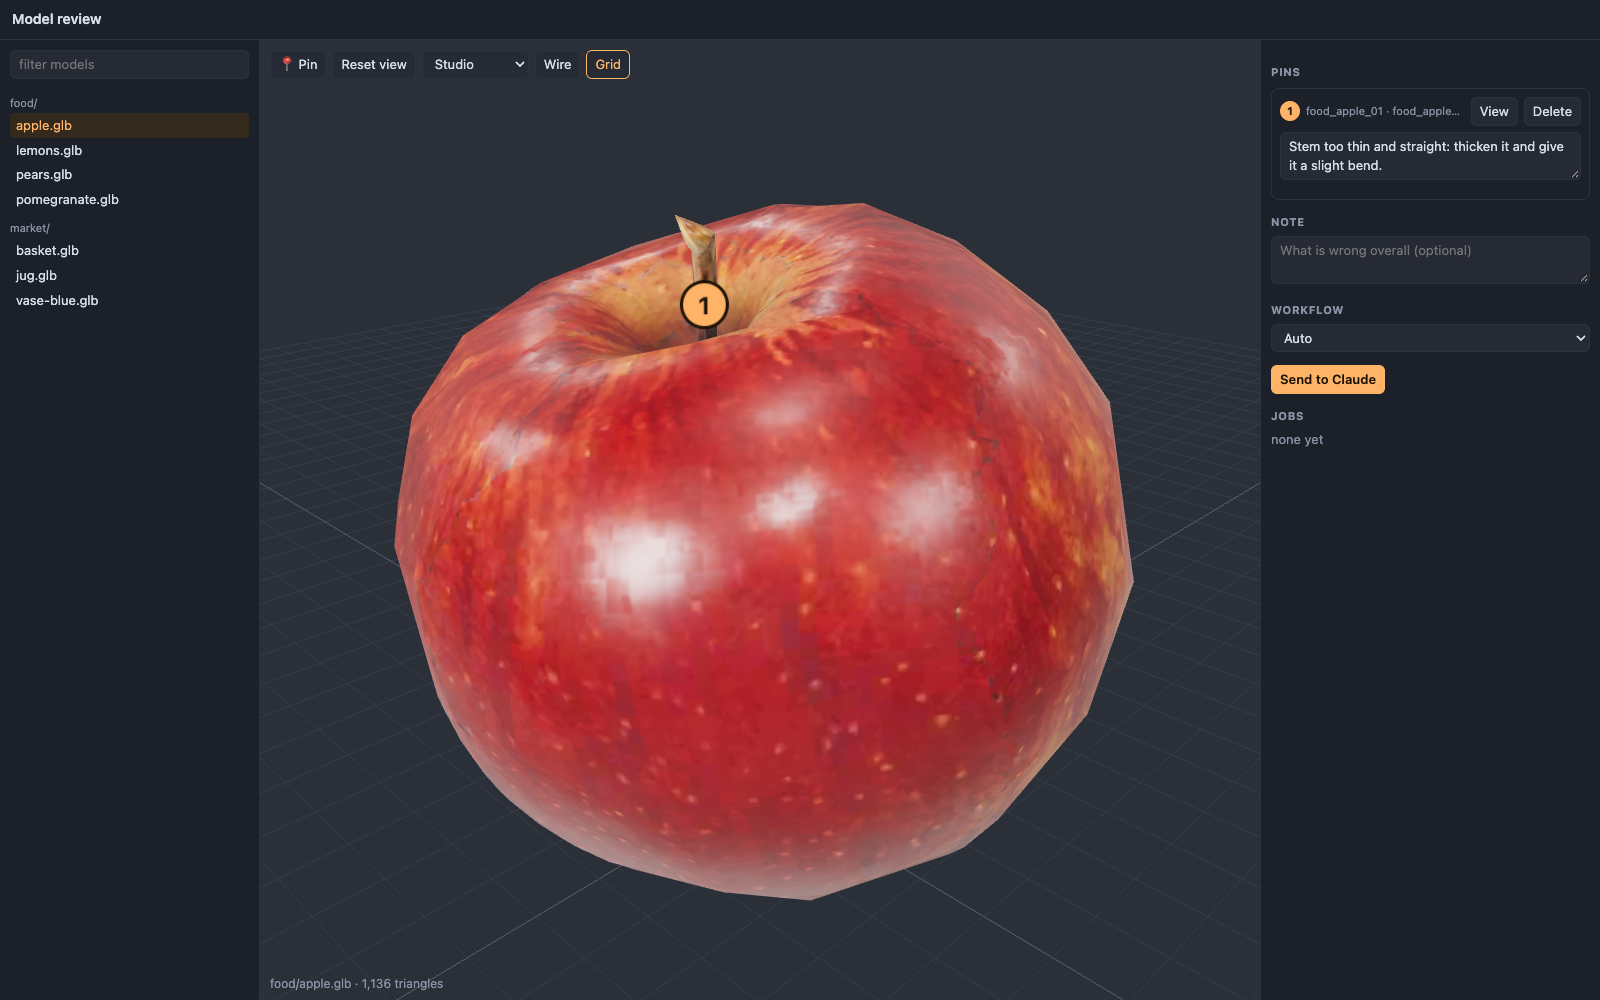 Model review
filter models
food/
apple.glb
lemons.glb
pears.glb
pomegranate.glb
market/
basket.glb
jug.glb
vase-blue.glb
Pin
Reset view
Studio
Wire
Grid
1
food/apple.glb · 1,136 triangles
PINS
1 food_apple_01 · food_apple... View Delete
Stem too thin and straight: thicken it and give
it a slight bend.
NOTE
What is wrong overall (optional)
WORKFLOW
Auto
Send to Claude
JOBS
none yet